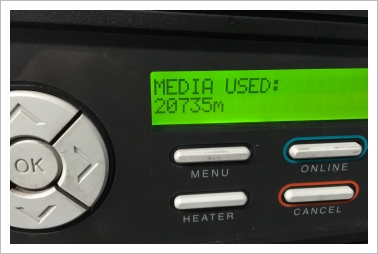 MEDIA USED:
20735m
OK
MENU
ONLINE
HEATER
CANCEL